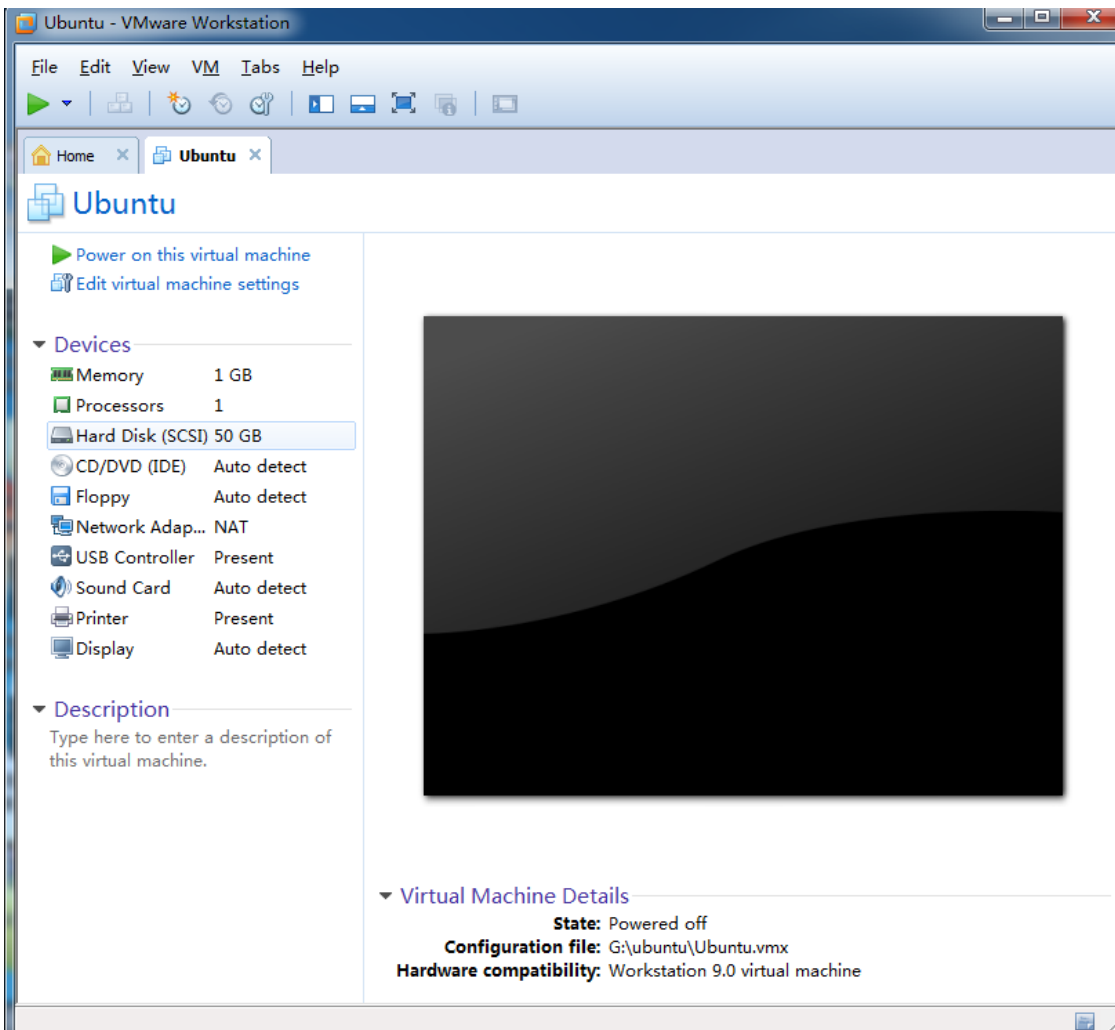 Ubuntu - VMware Workstation
File Edit View VM Tabs Help
Home Ubuntu
Ubuntu
Power on this virtual machine
Edit virtual machine settings
Devices
Memory 1 GB
Processors 1
Hard Disk (SCSI) 50 GB
CD/DVD (IDE) Auto detect
Floppy Auto detect
Network Adap... NAT
USB Controller Present
Sound Card Auto detect
Printer Present
Display Auto detect
Description
Type here to enter a description of
this virtual machine.
Virtual Machine Details
State: Powered off
Configuration file: G:\ubuntu\Ubuntu.vmx
Hardware compatibility: Workstation 9.0 virtual machine